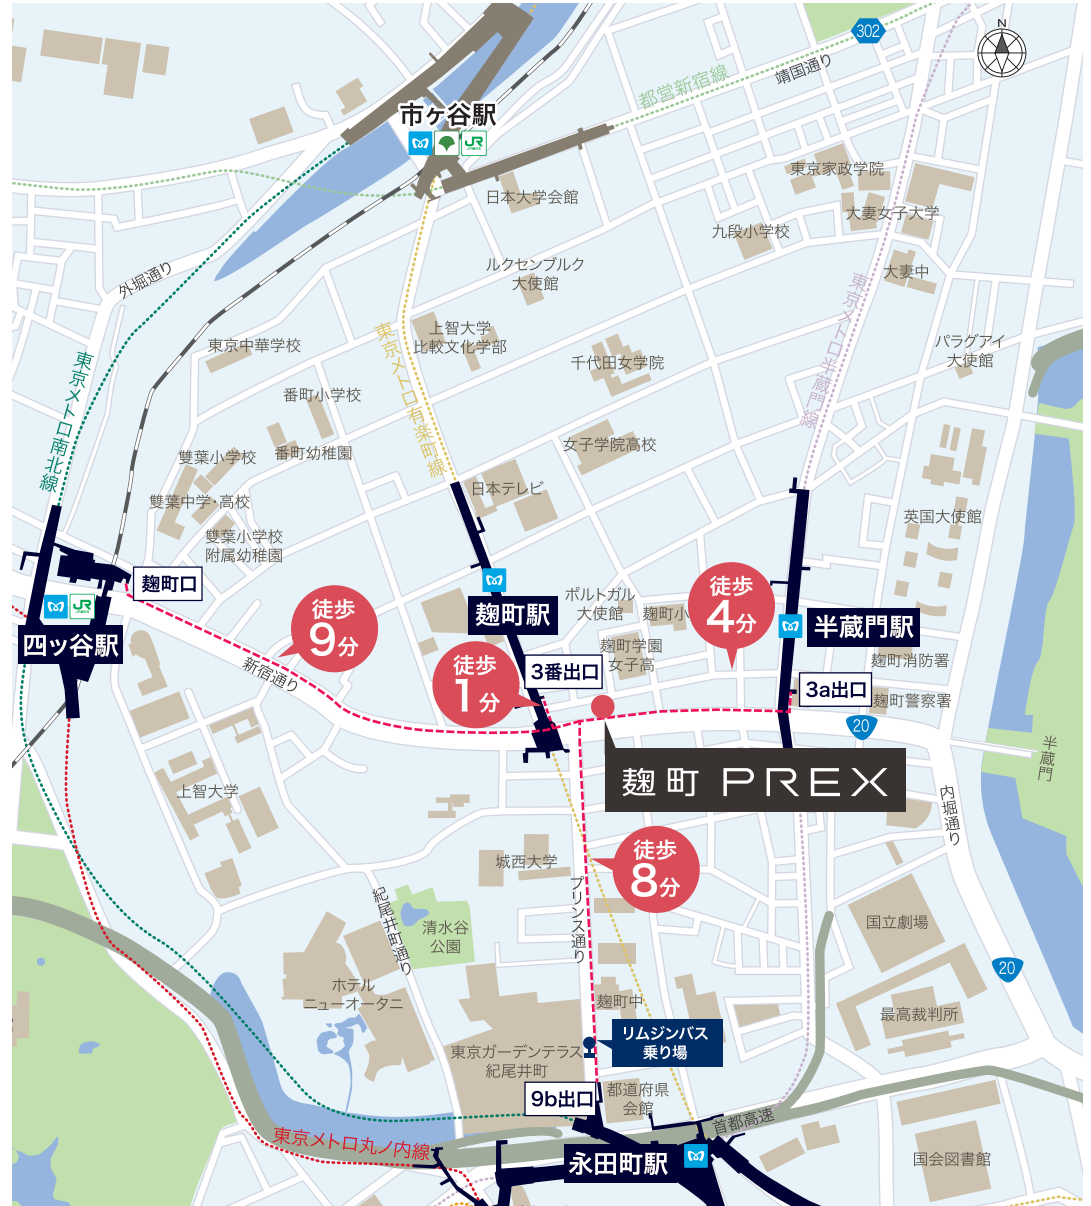 302
N
靖国通り
都営新宿線
市ヶ谷駅
JR
日本大学会館
東京家政学院
大妻女子大学
九段小学校
大妻中
外堀通り
ルクセンブルク
大使館
上智大学
比較文化学部
東京中華学校
千代田女学院
パラグアイ
大使館
東京メトロ南北線
東京メトロ有楽町線
東京メトロ半蔵門線
番町小学校
番町幼稚園
女子学院高校
雙葉小学校
雙葉中学・高校
雙葉小学校
附属幼稚園
日本テレビ
英国大使館
麹町口
JR
四ッ谷駅
徒歩
9分
新宿通り
麹町駅
ポルトガル
大使館
麹町小
麹町学園
女子高
徒歩
4分
半蔵門駅
麹町消防署
麹町警察署
徒歩
1分
3番出口
3a出口
20
半蔵門
麹町 PREX
上智大学
内堀通り
城西大学
徒歩
8分
プリンス通り
紀尾井町通り
清水谷
公園
国立劇場
20
ホテル
ニューオータニ
麹町中
最高裁判所
リムジンバス
乗り場
東京ガーデンテラス
紀尾井町
9b出口
都道府県
会館
首都高速
東京メトロ丸ノ内線
永田町駅
国会図書館